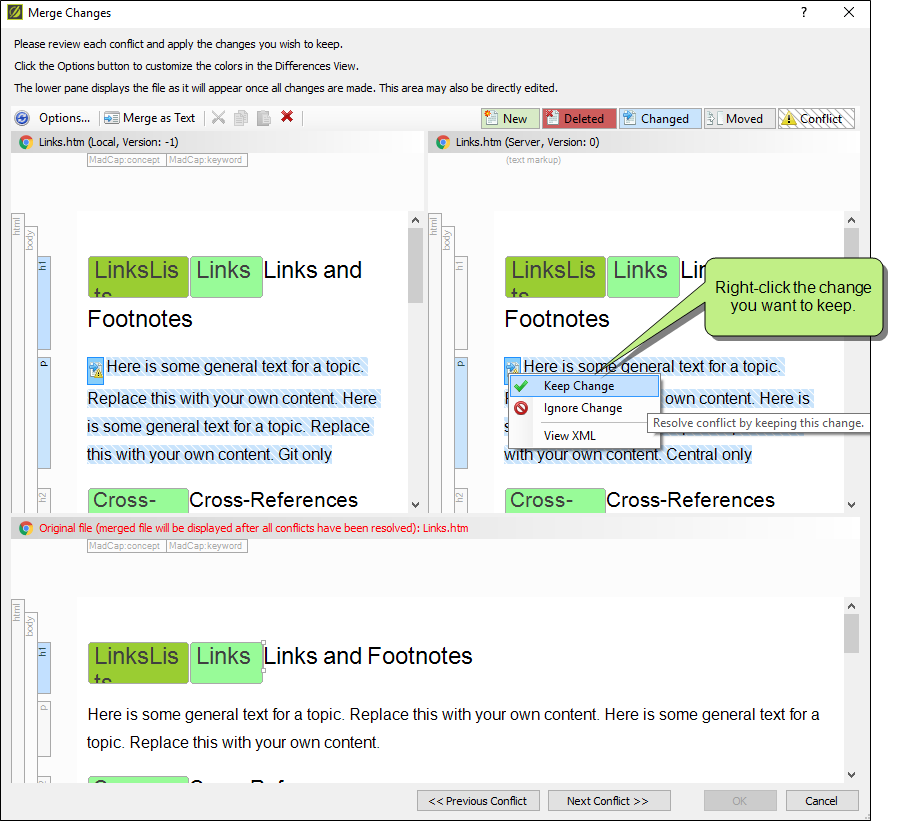 Merge Changes
?
Please review each conflict and apply the changes you wish to keep.
Click the Options button to customize the colors in the Differences View.
The lower pane displays the file as it will appear once all changes are made. This area may also be directly edited.
Options... Merge as Text New Deleted Changed Moved Conflict
Links.htm (Local, Version: -1)
MadCap:concept MadCap:keyword
html
body
h1
LinksLis
ts
Links
Links and
Footnotes
p
Here is some general text for a topic.
Replace this with your own content. Here
is some general text for a topic. Replace
this with your own content. Git only
h2
Cross-
Cross-References
Links.htm (Server, Version: 0)
(text markup)
html
body
h1
LinksLis
ts
Links
Footnotes
Right-click the change
you want to keep.
p
Here is some general text for a topic.
own content. Here is
with your own content. Central only
Keep Change
Ignore Change
View XML
Resolve conflict by keeping this change.
h2
Cross-
Cross-References
Original file (merged file will be displayed after all conflicts have been resolved): Links.htm
MadCap:concept MadCap:keyword
html
body
h1
LinksLis
ts
Links
Links and Footnotes
p
Here is some general text for a topic. Replace this with your own content. Here is some general text for a
topic. Replace this with your own content.
<< Previous Conflict Next Conflict >> OK Cancel